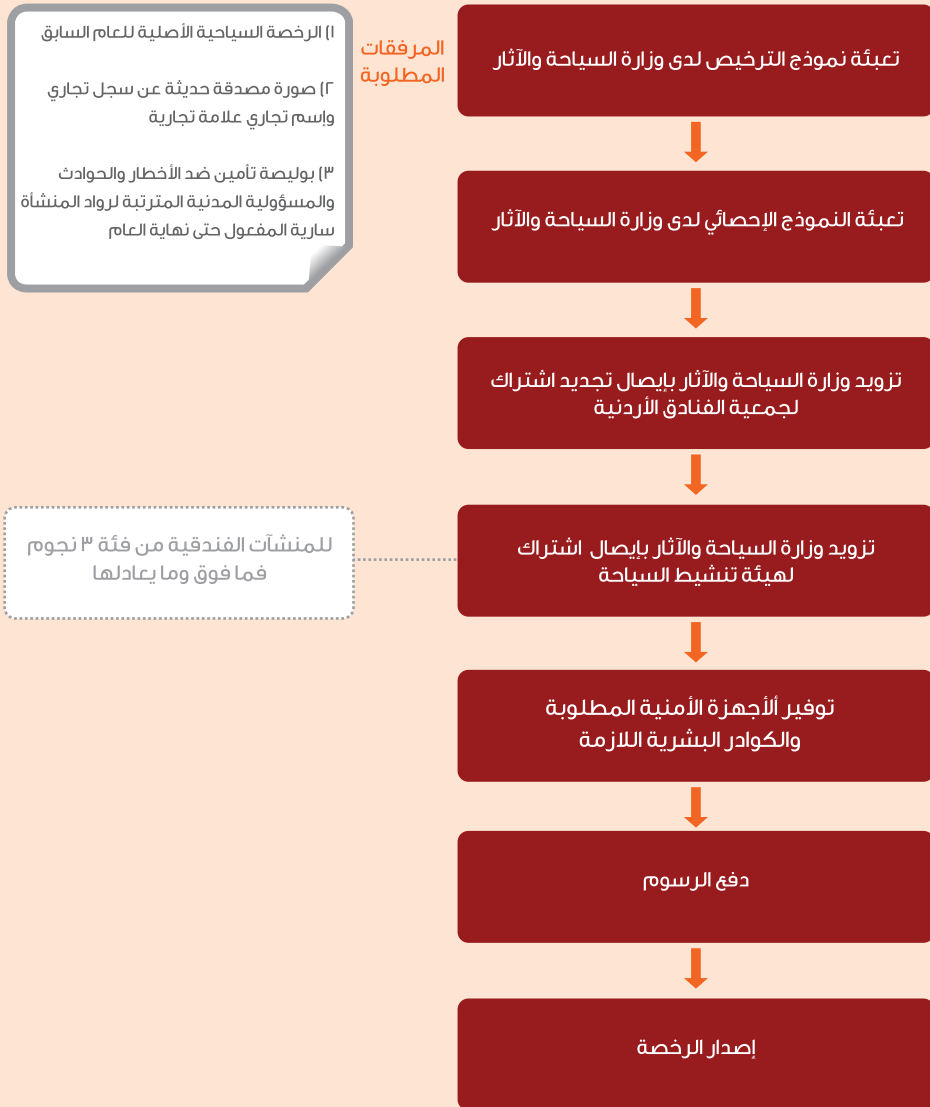 تعبئة نموذج الترخيص لدى وزارة السياحة والآثار
المرفقات
المطلوبة
١) الرخصة السياحية الأصلية للعام السابق
٢) صورة مصدقة حديثة عن سجل تجاري
وإسم تجاري علامة تجارية
٣) بوليصة تأمين ضد الأخطار والحوادث
والمسؤولية المدنية المترتبة لرواد المنشأة
سارية المفعول حتى نهاية العام
تعبئة النموذج الإحصائي لدى وزارة السياحة والآثار
تزويد وزارة السياحة والآثار بإيصال تجديد اشتراك
لجمعية الفنادق الأردنية
تزويد وزارة السياحة والآثار بإيصال اشتراك
لهيئة تنشيط السياحة
للمنشآت الفندقية من فئة ٣ نجوم
فما فوق وما يعادلها
توفير ألأجهزة الأمنية المطلوبة
والكوادر البشرية اللازمة
دفع الرسوم
إصدار الرخصة